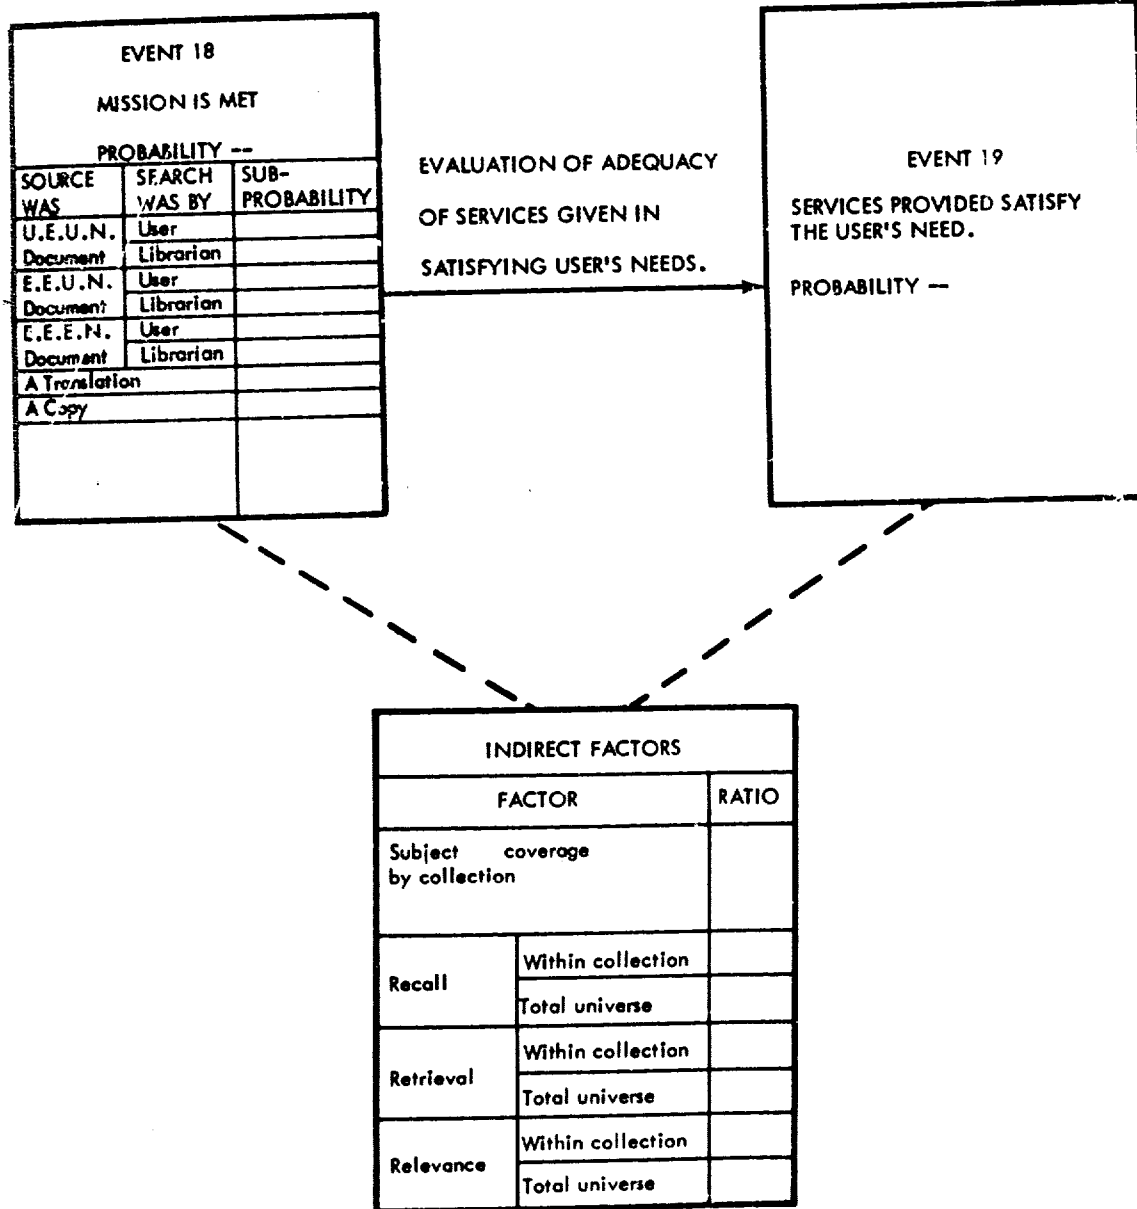 EVENT 18
MISSION IS MET
PROBABILITY --
SOURCE WAS SEARCH WAS BY SUB-PROBABILITY
U.E.U.N. Document User
Librarian
E.E.U.N. Document User
Librarian
E.E.E.N. Document User
Librarian
A Translation
A Copy
EVALUATION OF ADEQUACY
OF SERVICES GIVEN IN
SATISFYING USER'S NEEDS.
EVENT 19
SERVICES PROVIDED SATISFY
THE USER'S NEED.
PROBABILITY --
INDIRECT FACTORS
FACTOR RATIO
Subject coverage
by collection
Recall Within collection
Total universe
Retrieval Within collection
Total universe
Relevance Within collection
Total universe